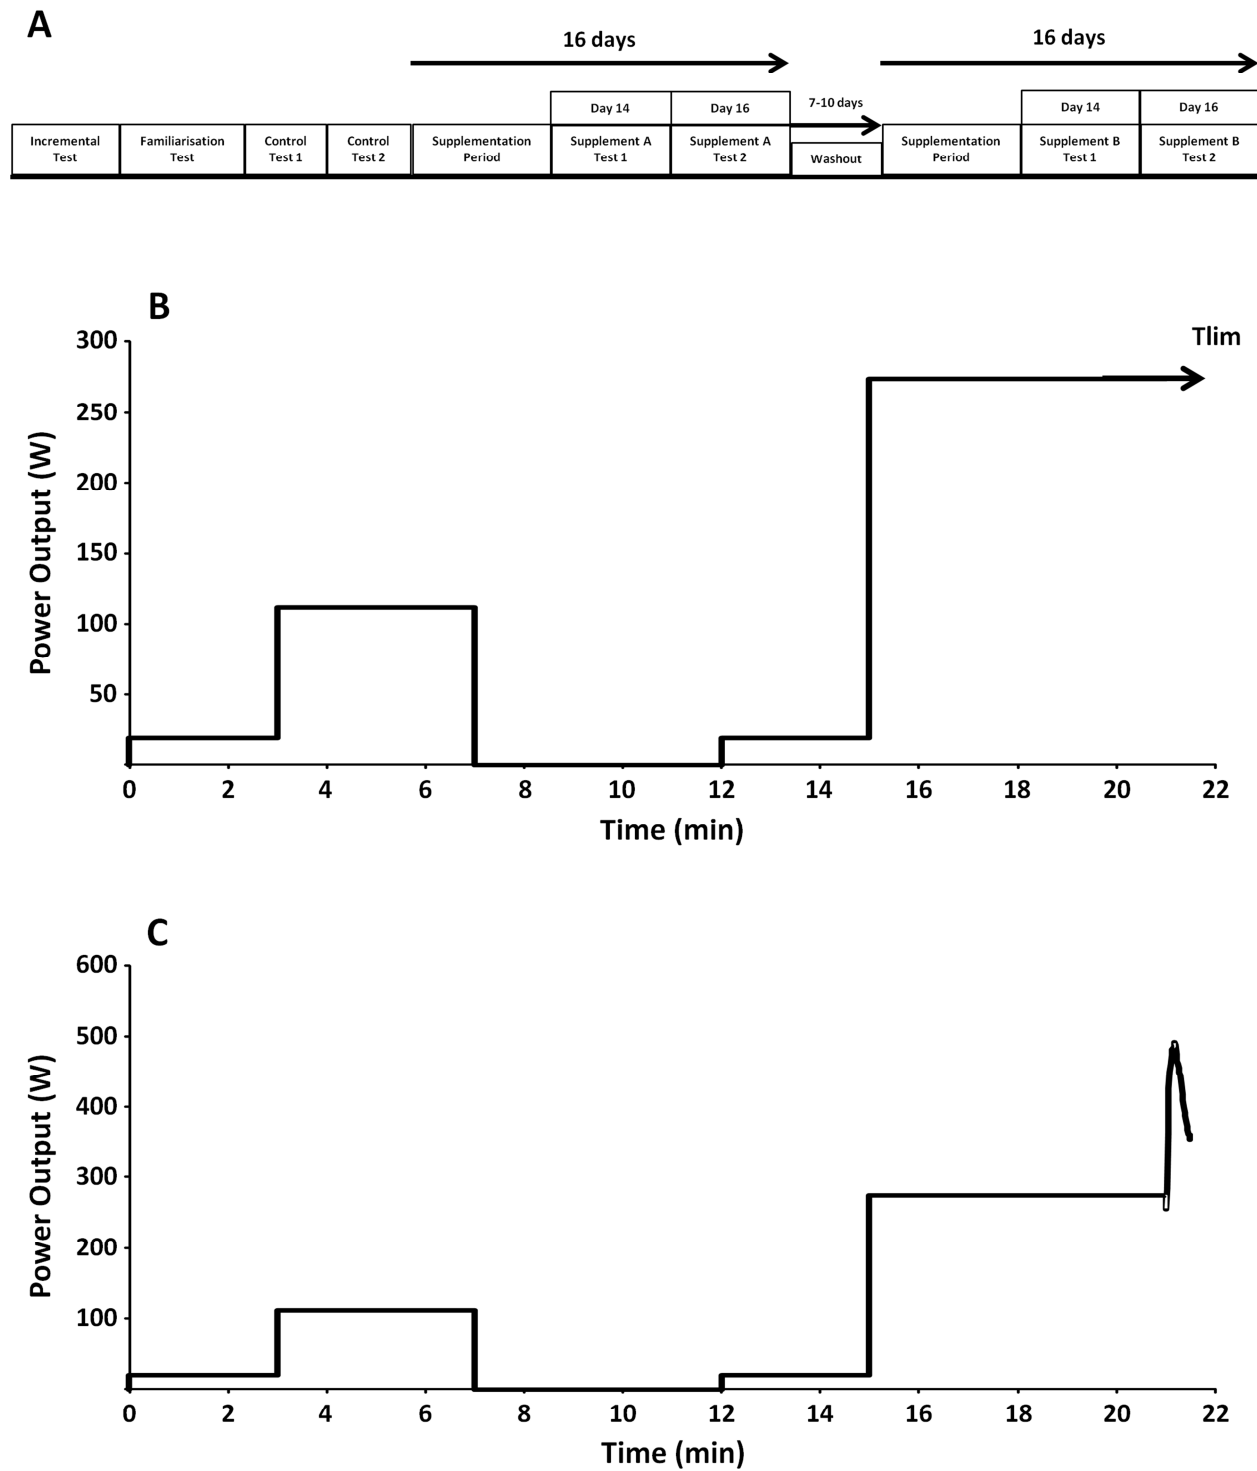 A
16 days
16 days
Day 14
Day 16
7-10 days
Day 14
Day 16
Incremental
Test
Familiarisation
Test
Control
Test 1
Control
Test 2
Supplementation
Period
Supplement A
Test 1
Supplement A
Test 2
Washout
Supplementation
Period
Supplement B
Test 1
Supplement B
Test 2
B
Tlim
300
250
200
150
100
50
Power Output (W)
0 2 4 6 8 10 12 14 16 18 20 22
Time (min)
C
600
500
400
300
200
100
Power Output (W)
0 2 4 6 8 10 12 14 16 18 20 22
Time (min)